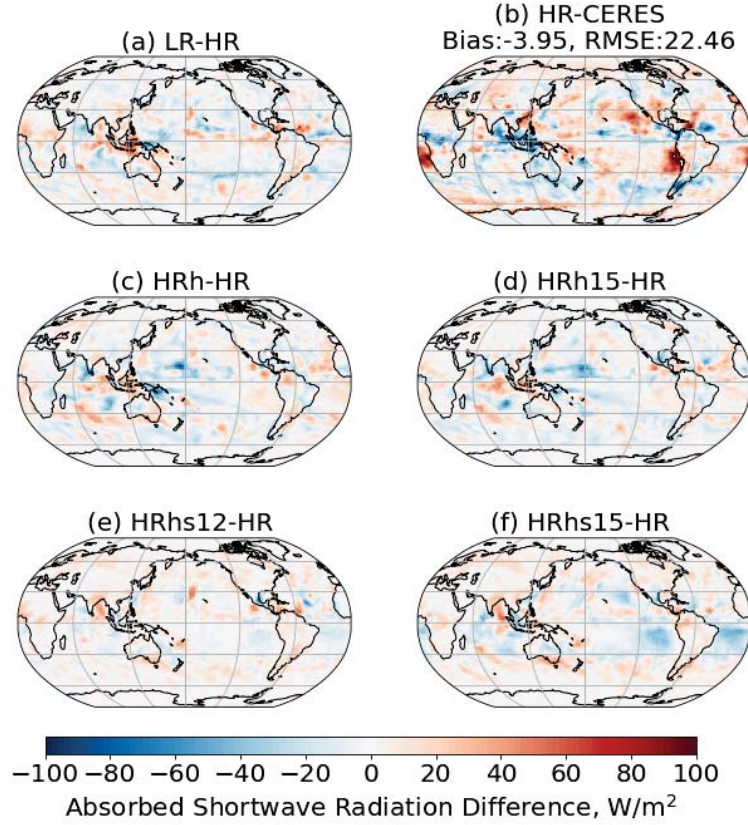 (a) LR-HR
(b) HR-CERES
Bias:-3.95, RMSE:22.46
(c) HRh-HR
(d) HRh15-HR
(e) HRhs12-HR
(f) HRhs15-HR
−100 −80 −60 −40 −20 0 20 40 60 80 100
Absorbed Shortwave Radiation Difference, W/m²